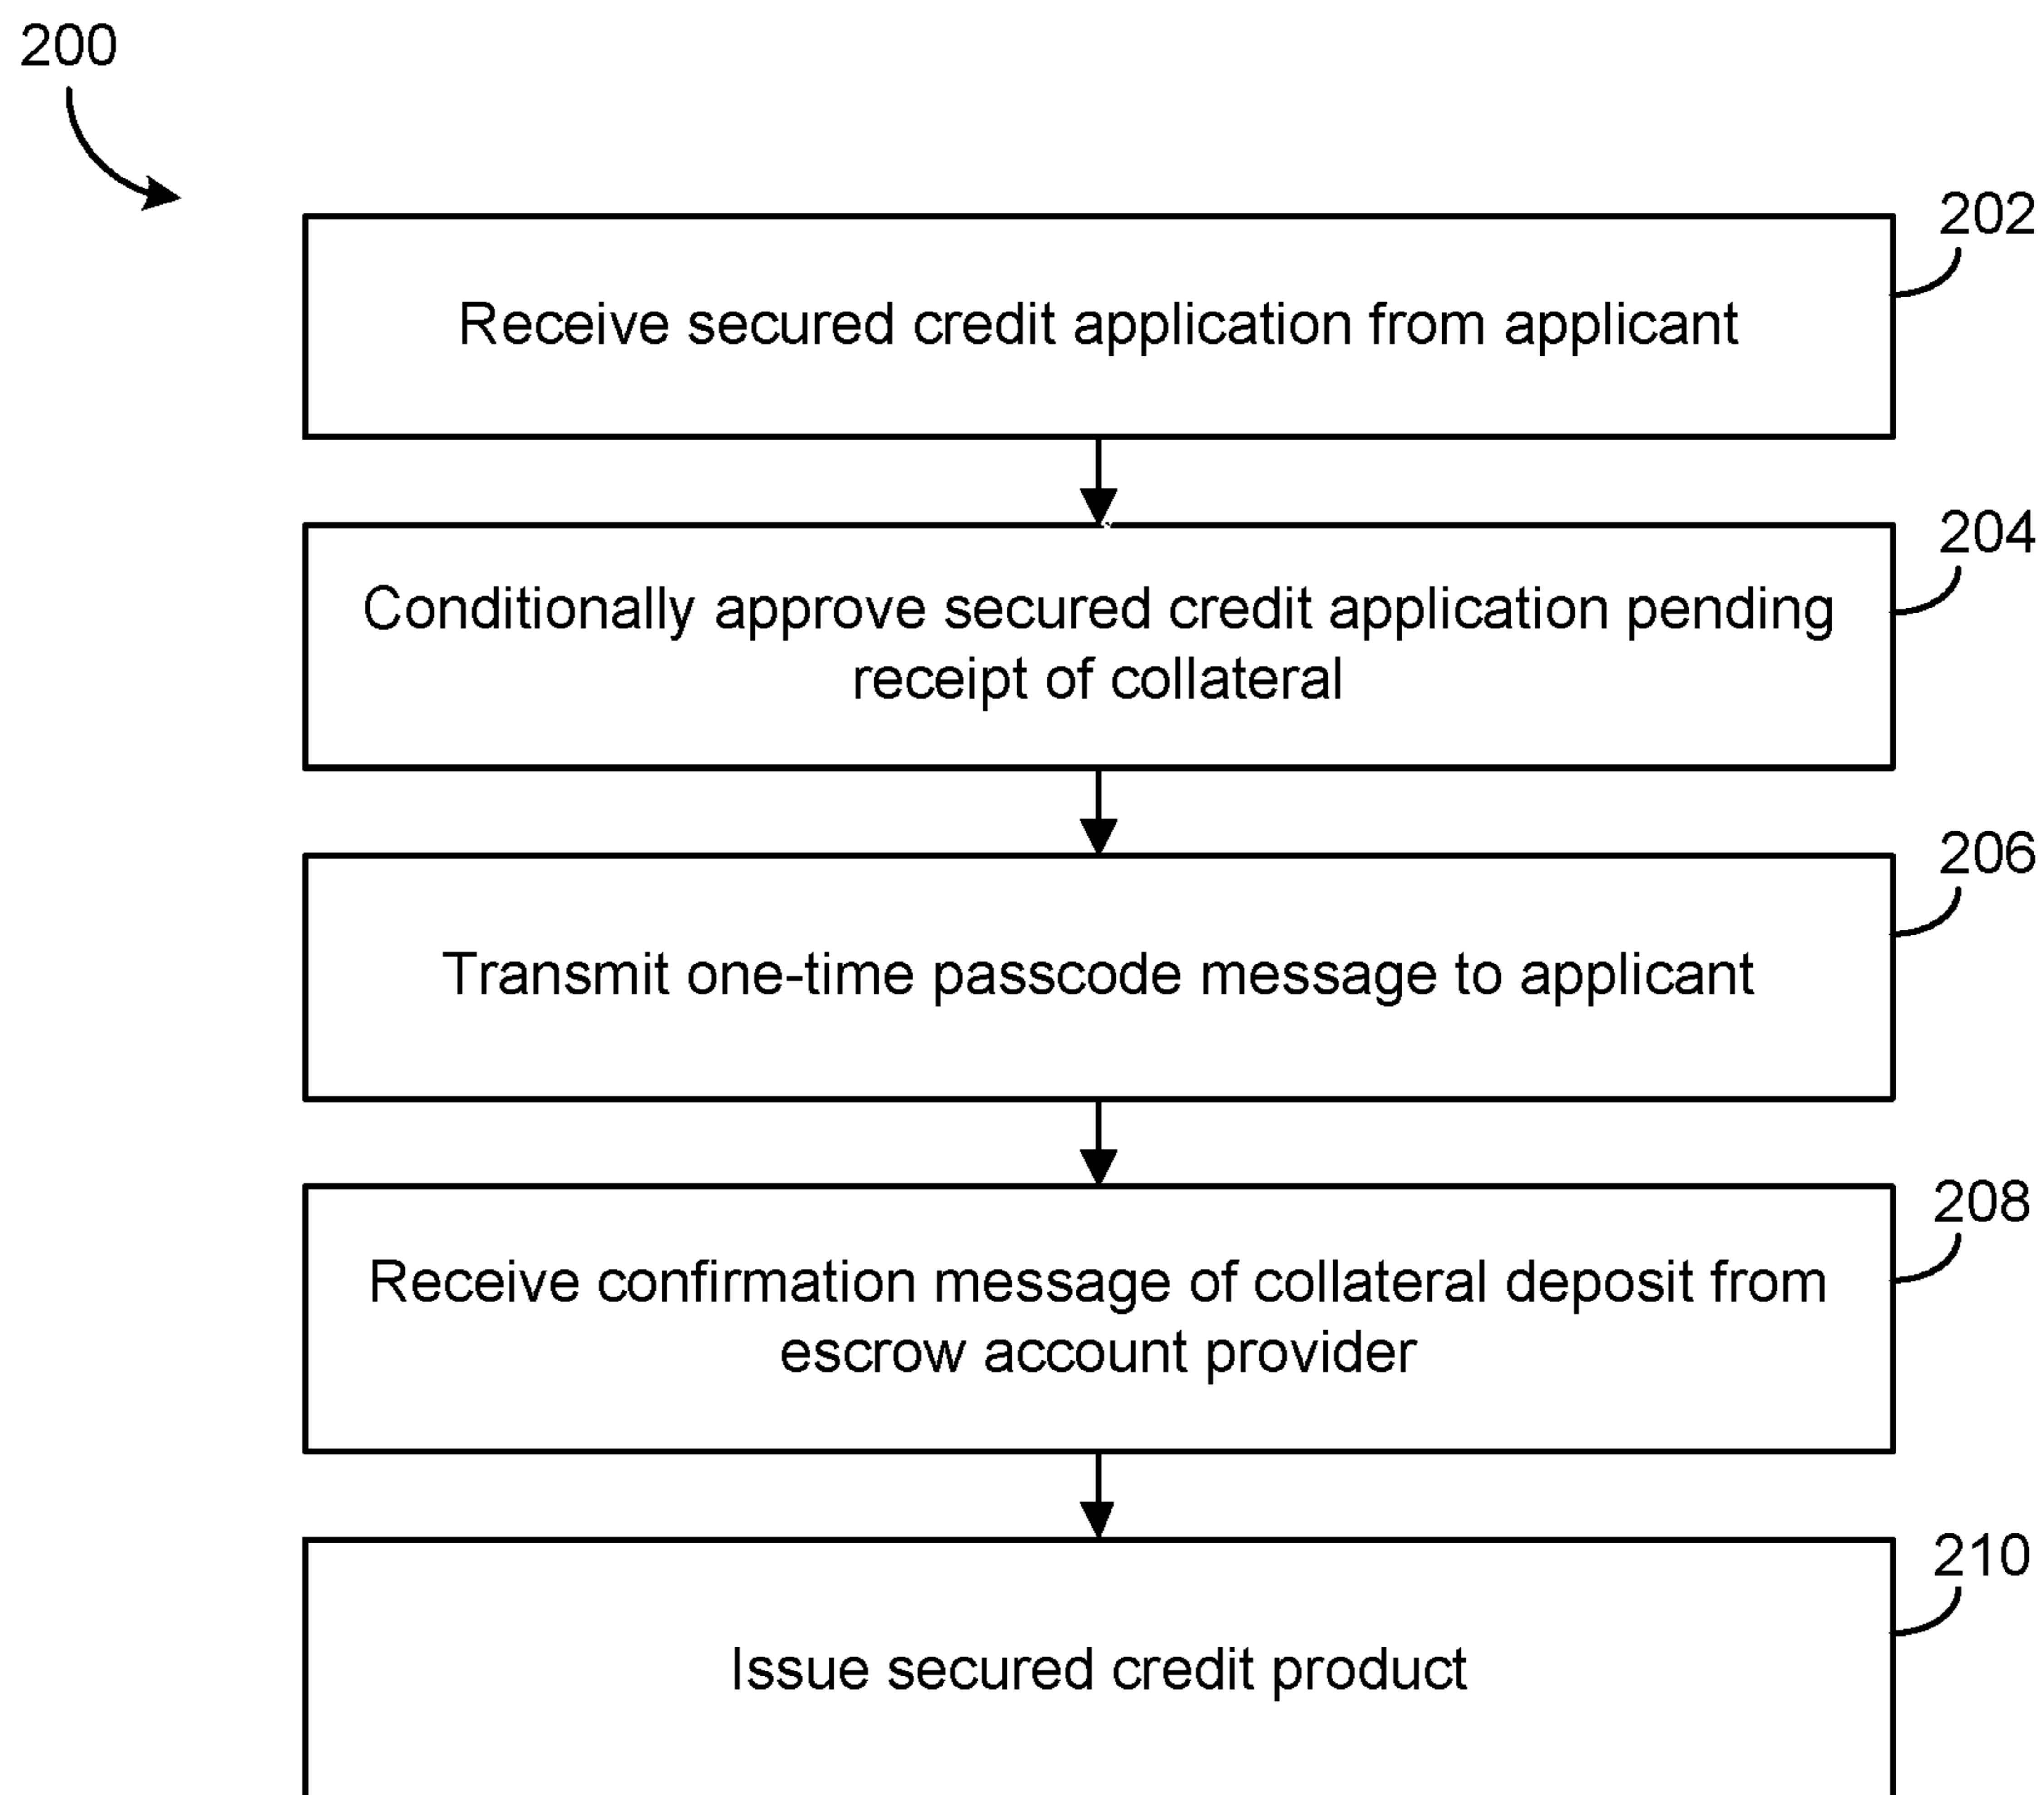 200
202
Receive secured credit application from applicant
204
Conditionally approve secured credit application pending
receipt of collateral
206
Transmit one-time passcode message to applicant
208
Receive confirmation message of collateral deposit from
escrow account provider
210
Issue secured credit product